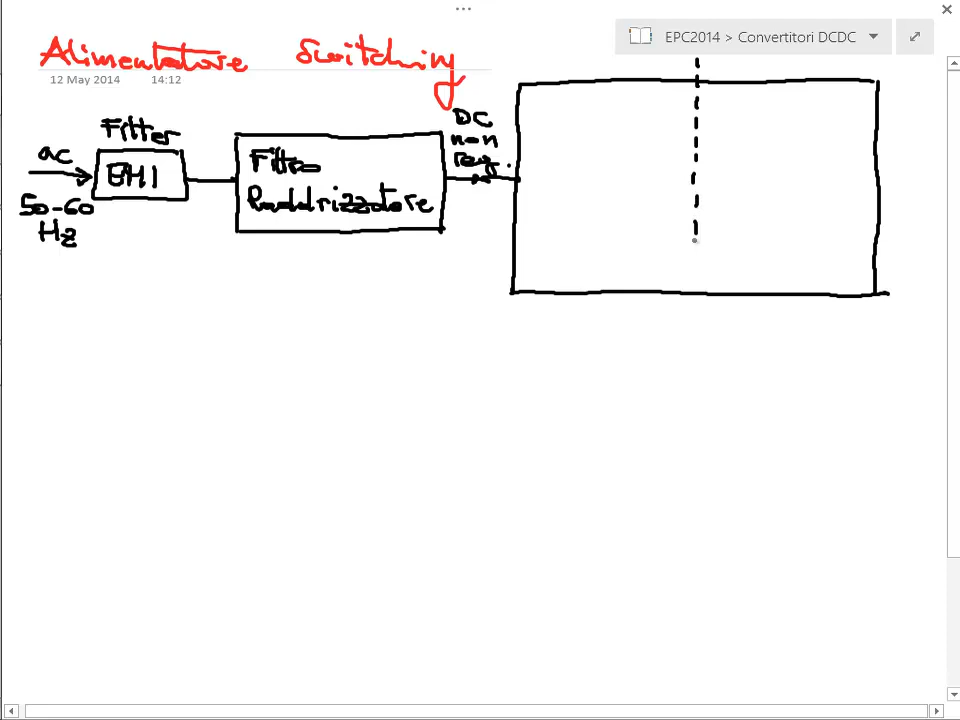 EPC2014 > Convertitori DCDC
Alimentatore Switching
12 May 2014 14:12
ac
50-60
Hz
Filter
EMI
Filtro
Raddrizzatore
DC
non
reg.